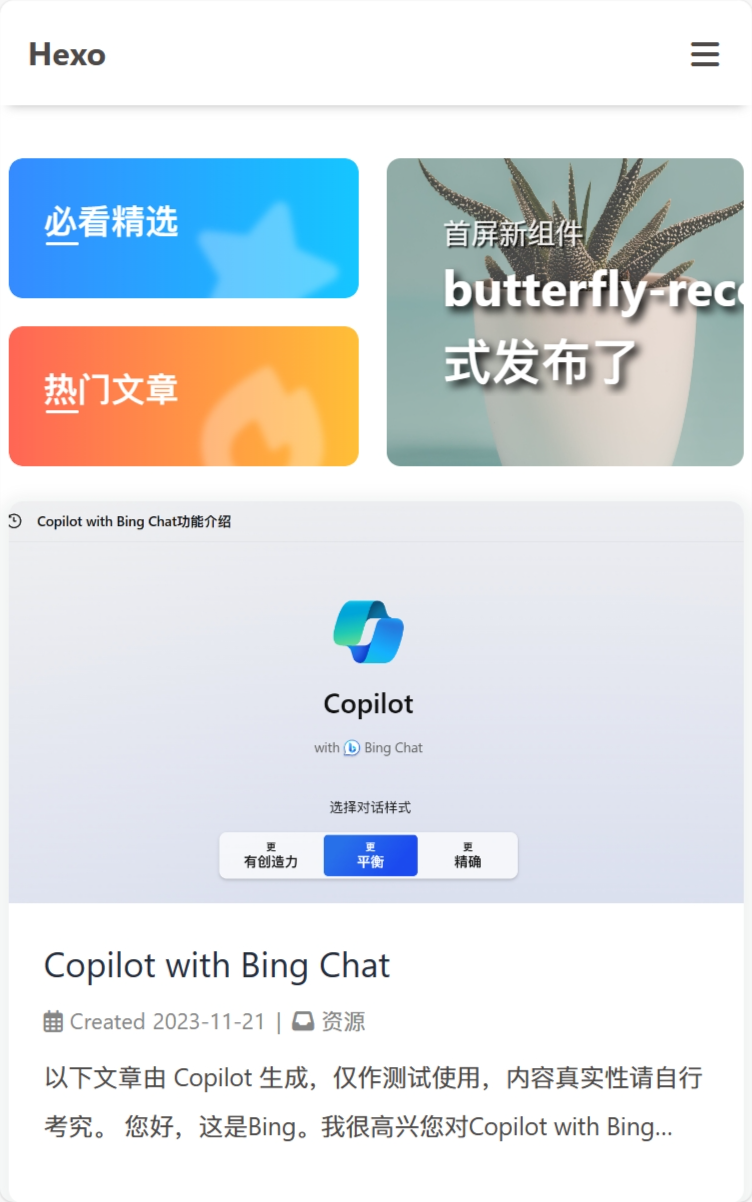 Hexo
必看精选
热门文章
首屏新组件
butterfly-rec
式发布了
Copilot with Bing Chat功能介绍
Copilot
with Bing Chat
选择对话样式
更
有创造力
更
平衡
更
精确
Copilot with Bing Chat
Created 2023-11-21 | 资源
以下文章由 Copilot 生成，仅作测试使用，内容真实性请自行
考究。 您好，这是Bing。我很高兴您对Copilot with Bing...